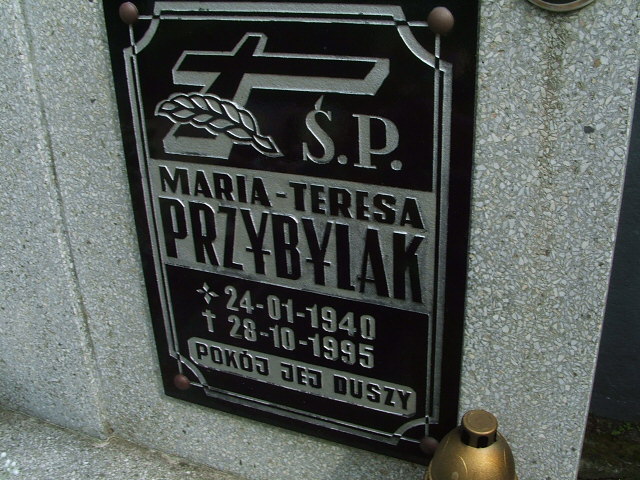 Ś.P.
MARIA-TERESA
PRZYBYLAK
24-01-1940
28-10-1995
POKÓJ JEJ DUSZY